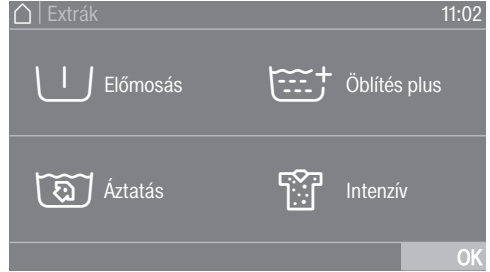 Extrák 11:02
Előmosás Öblítés plus
Áztatás Intenzív
OK